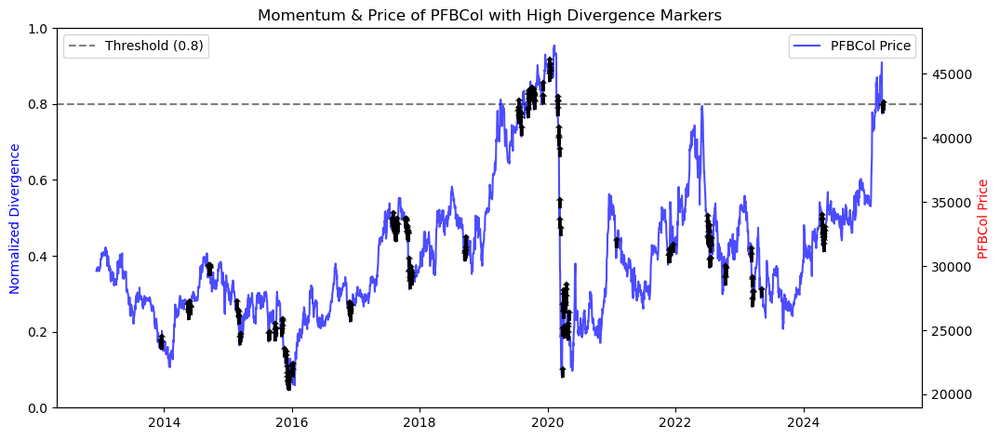 Momentum & Price of PFBCol with High Divergence Markers
Threshold (0.8)
PFBCol Price
Normalized Divergence
1.0
0.8
0.6
0.4
0.2
0.0
45000
40000
35000
30000
25000
20000
PFBCol Price
2014 2016 2018 2020 2022 2024